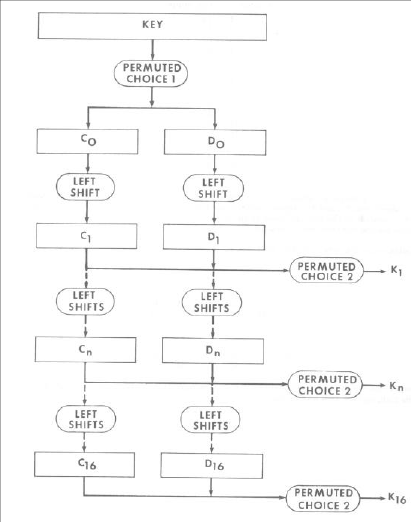 KEY
PERMUTED
CHOICE 1
C0
D0
LEFT
SHIFT
LEFT
SHIFT
C1
D1
PERMUTED
CHOICE 2
K1
LEFT
SHIFTS
LEFT
SHIFTS
Cn
Dn
PERMUTED
CHOICE 2
Kn
LEFT
SHIFTS
LEFT
SHIFTS
C16
D16
PERMUTED
CHOICE 2
K16